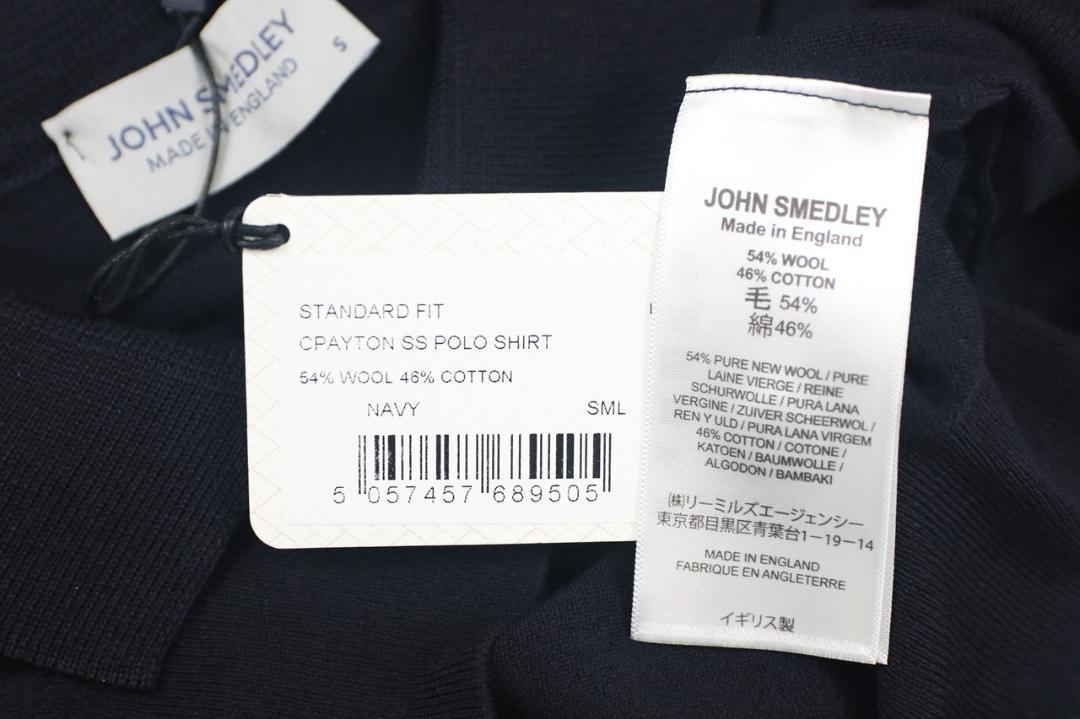 JOHN SMEDLEY
MADE IN ENGLAND
S
STANDARD FIT
CPAYTON SS POLO SHIRT
54% WOOL 46% COTTON
NAVY SML
5 057457 689505
JOHN SMEDLEY
Made in England
54% WOOL
46% COTTON
毛 54%
綿46%
54% PURE NEW WOOL / PURE
LAINE VIERGE / REINE
SCHURWOLLE / PURA LANA
VERGINE / ZUIVER SCHEERWOL /
REN Y ULD / PURA LANA VIRGEM
46% COTTON / COTONE /
KATOEN / BAUMWOLLE /
ALGODON / BAMBAKI
㈱リーミルズエージェンシー
東京都目黒区青葉台1-19-14
MADE IN ENGLAND
FABRIQUE EN ANGLETERRE
イギリス製